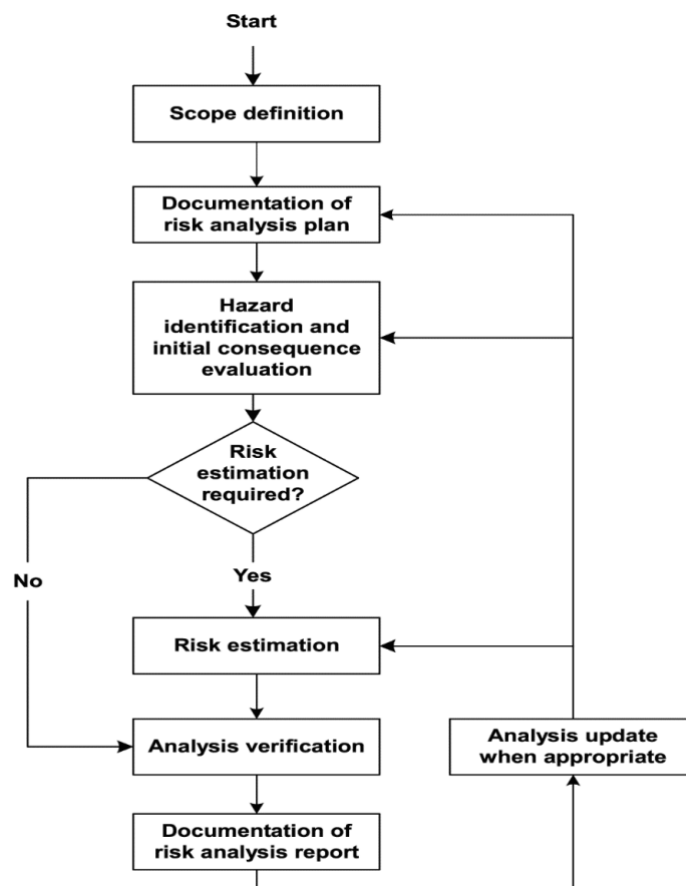 Start
Scope definition
Documentation of
risk analysis plan
Hazard
identification and
initial consequence
evaluation
Risk
estimation
required?
No
Yes
Risk estimation
Analysis verification
Analysis update
when appropriate
Documentation of
risk analysis report